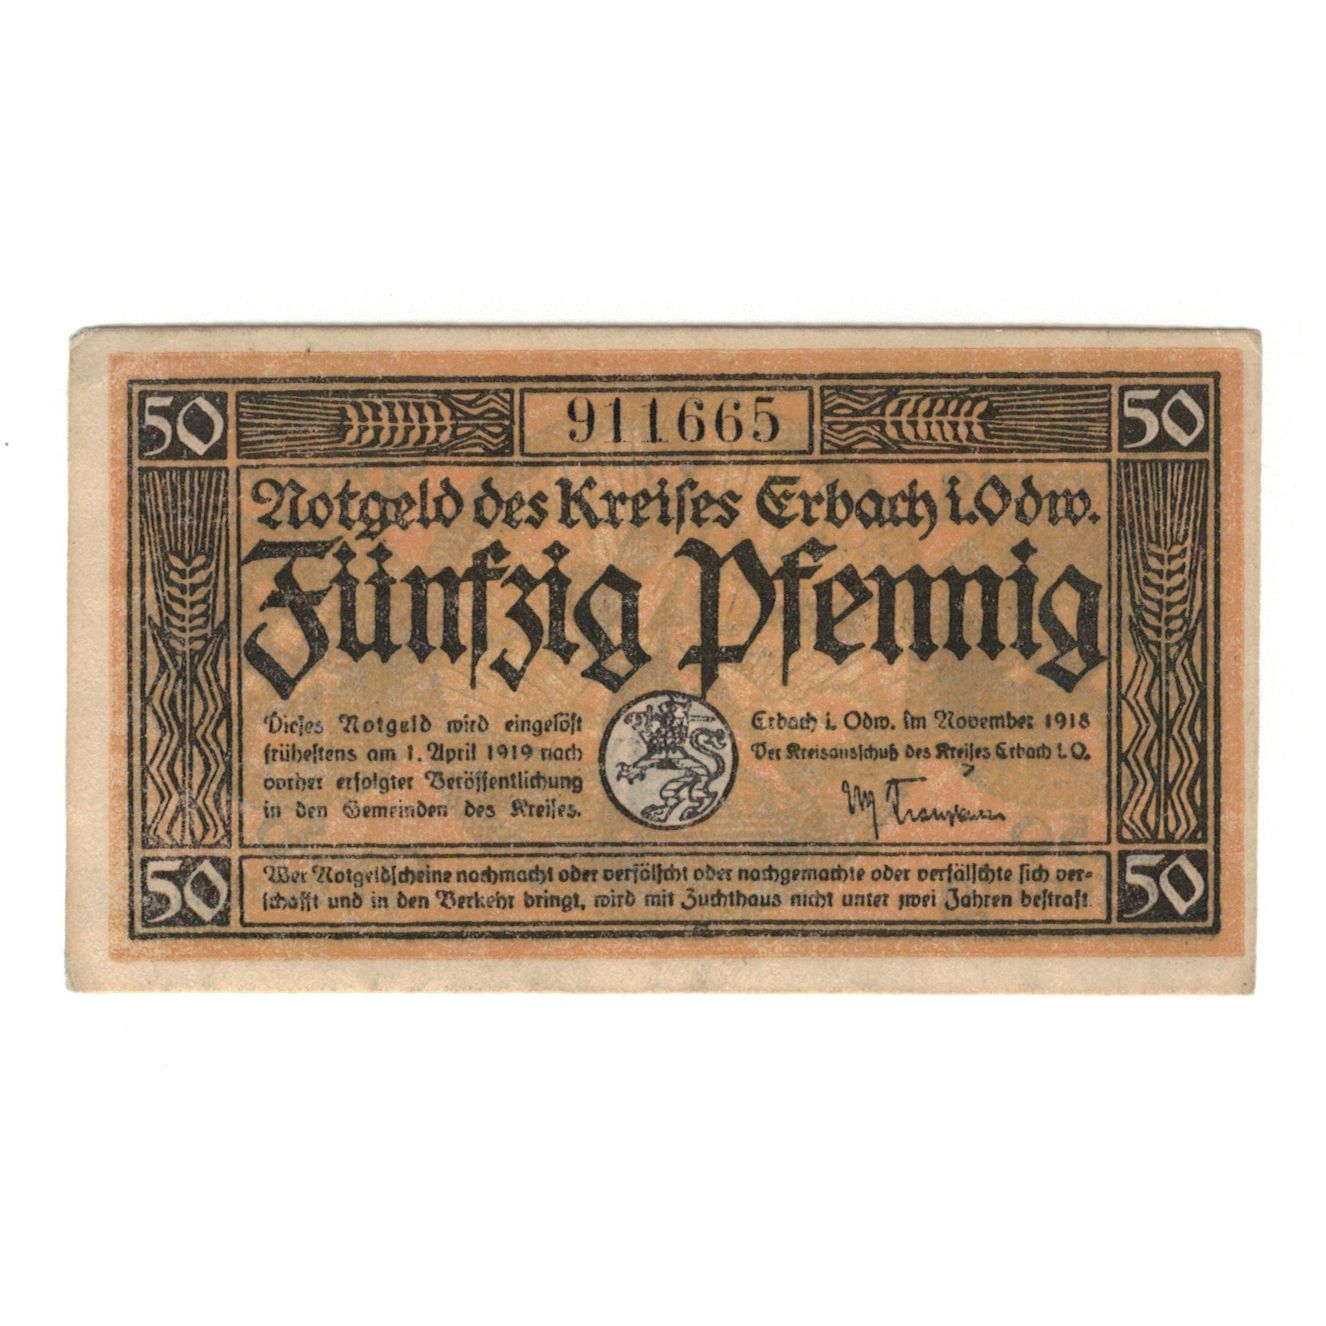 50
911665
50
Notgeld des Kreises Erbach i. Odw.
Fünfzig Pfennig
Dieses Notgeld wird eingelöst
frühestens am 1. April 1919 nach
vorher erfolgter Veröffentlichung
in den Gemeinden des Kreises.
Erbach i. Odw. im November 1918
Der Kreisausschuß des Kreises Erbach i. O.
50
Wer Notgeldscheine nachmacht oder verfälscht oder nachgemachte oder verfälschte sich ver-
schafft und in den Verkehr bringt, wird mit Zuchthaus nicht unter zwei Jahren bestraft.
50